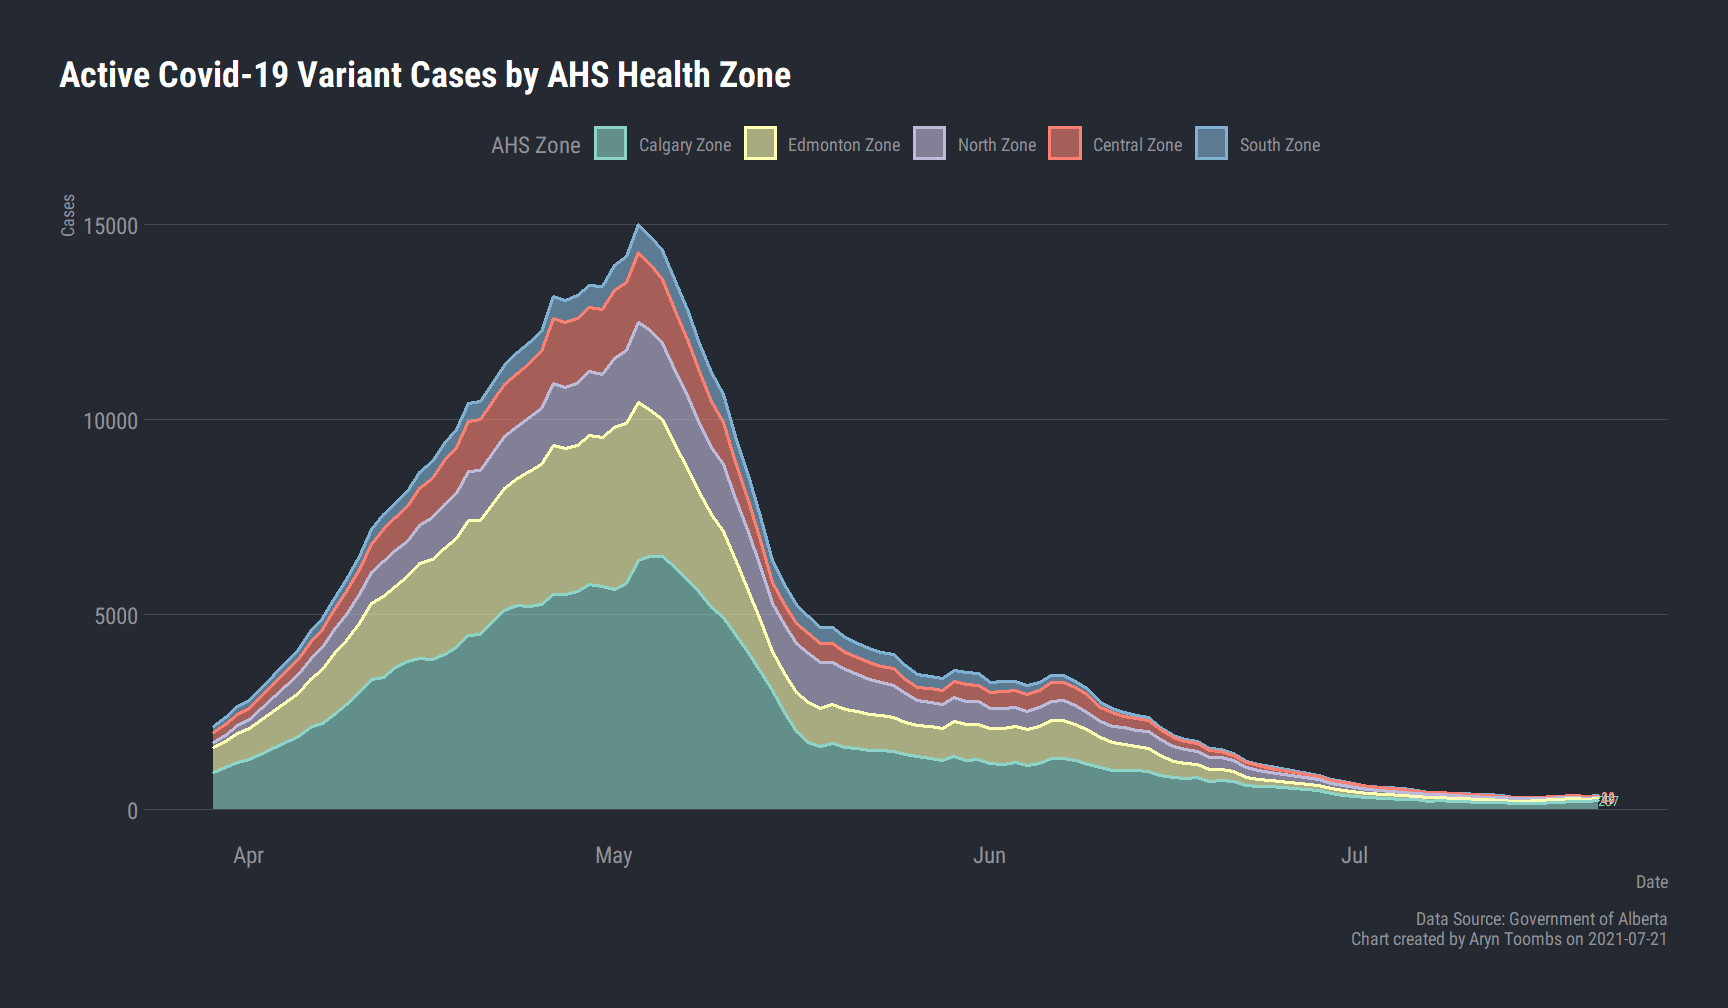 Active Covid-19 Variant Cases by AHS Health Zone
AHS Zone Calgary Zone Edmonton Zone North Zone Central Zone South Zone
Cases
15000
10000
5000
0
Apr May Jun Jul
Date
Data Source: Government of Alberta
Chart created by Aryn Toombs on 2021-07-21